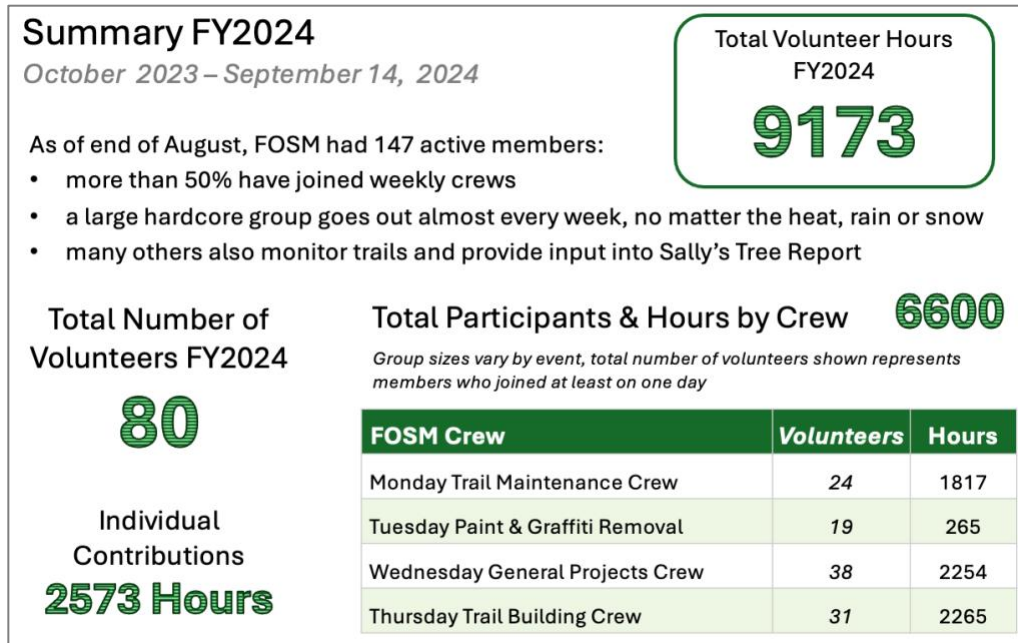 Summary FY2024
October 2023 – September 14, 2024
Total Volunteer Hours
FY2024
9173
As of end of August, FOSM had 147 active members:
• more than 50% have joined weekly crews
• a large hardcore group goes out almost every week, no matter the heat, rain or snow
• many others also monitor trails and provide input into Sally's Tree Report
Total Number of
Volunteers FY2024
80
Individual
Contributions
2573 Hours
Total Participants & Hours by Crew 6600
Group sizes vary by event, total number of volunteers shown represents
members who joined at least on one day
FOSM Crew Volunteers Hours
Monday Trail Maintenance Crew 24 1817
Tuesday Paint & Graffiti Removal 19 265
Wednesday General Projects Crew 38 2254
Thursday Trail Building Crew 31 2265